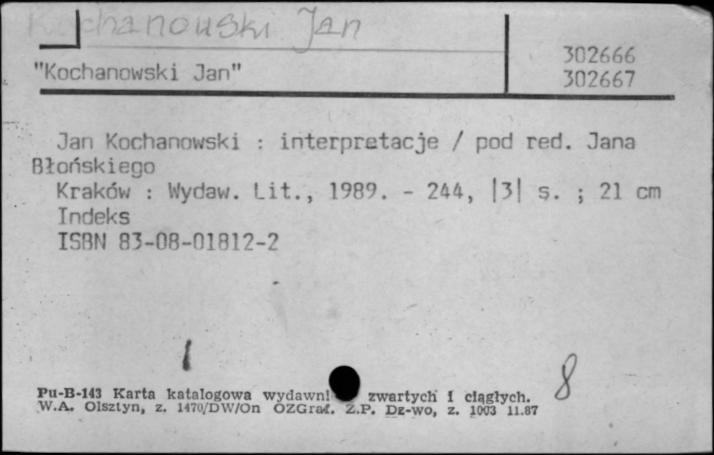 Kochanowski Jan
"Kochanowski Jan"
302666
302667
Jan Kochanowski : interpretacje / pod red. Jana
Błońskiego
Kraków : Wydaw. Lit., 1989. - 244, |3| s. ; 21 cm
Indeks
ISBN 83-08-01812-2
8
Pu-B-143 Karta katalogowa wydawni zwartych i ciągłych.
W.A. Olsztyn, z. 1470/DW/On OZGraf. Z.P. Dz-wo, z. 1003 11.87